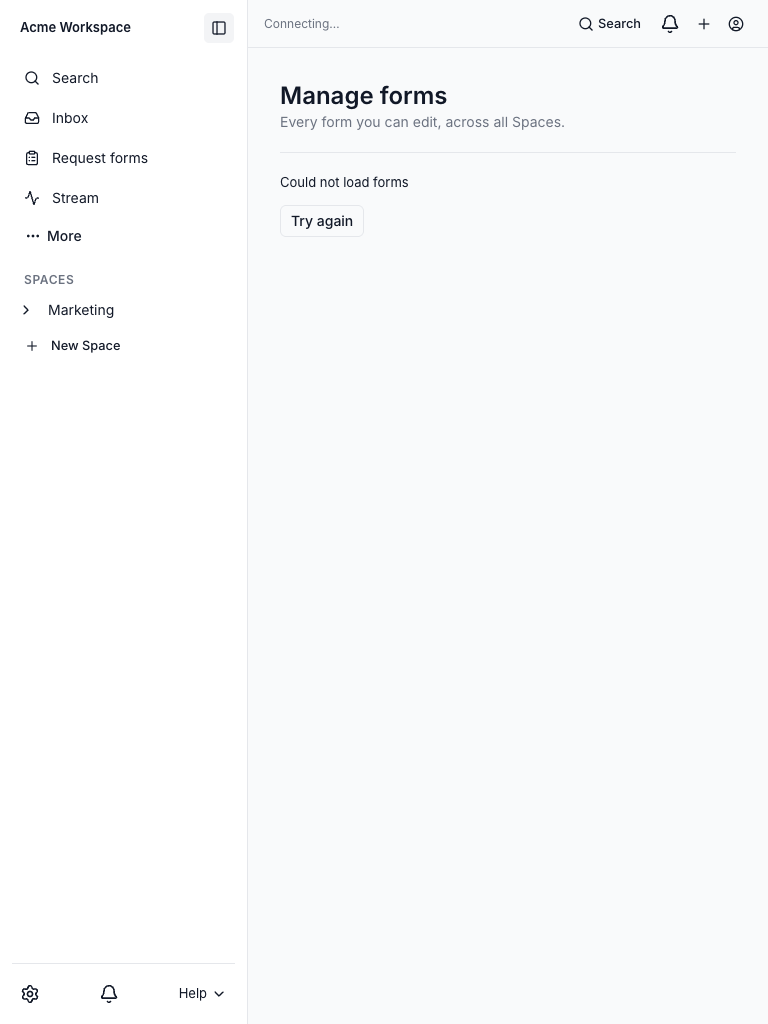 Acme Workspace
Search
Inbox
Request forms
Stream
More
SPACES
Marketing
New Space
Help
Connecting...
Search
Manage forms
Every form you can edit, across all Spaces.
Could not load forms
Try again